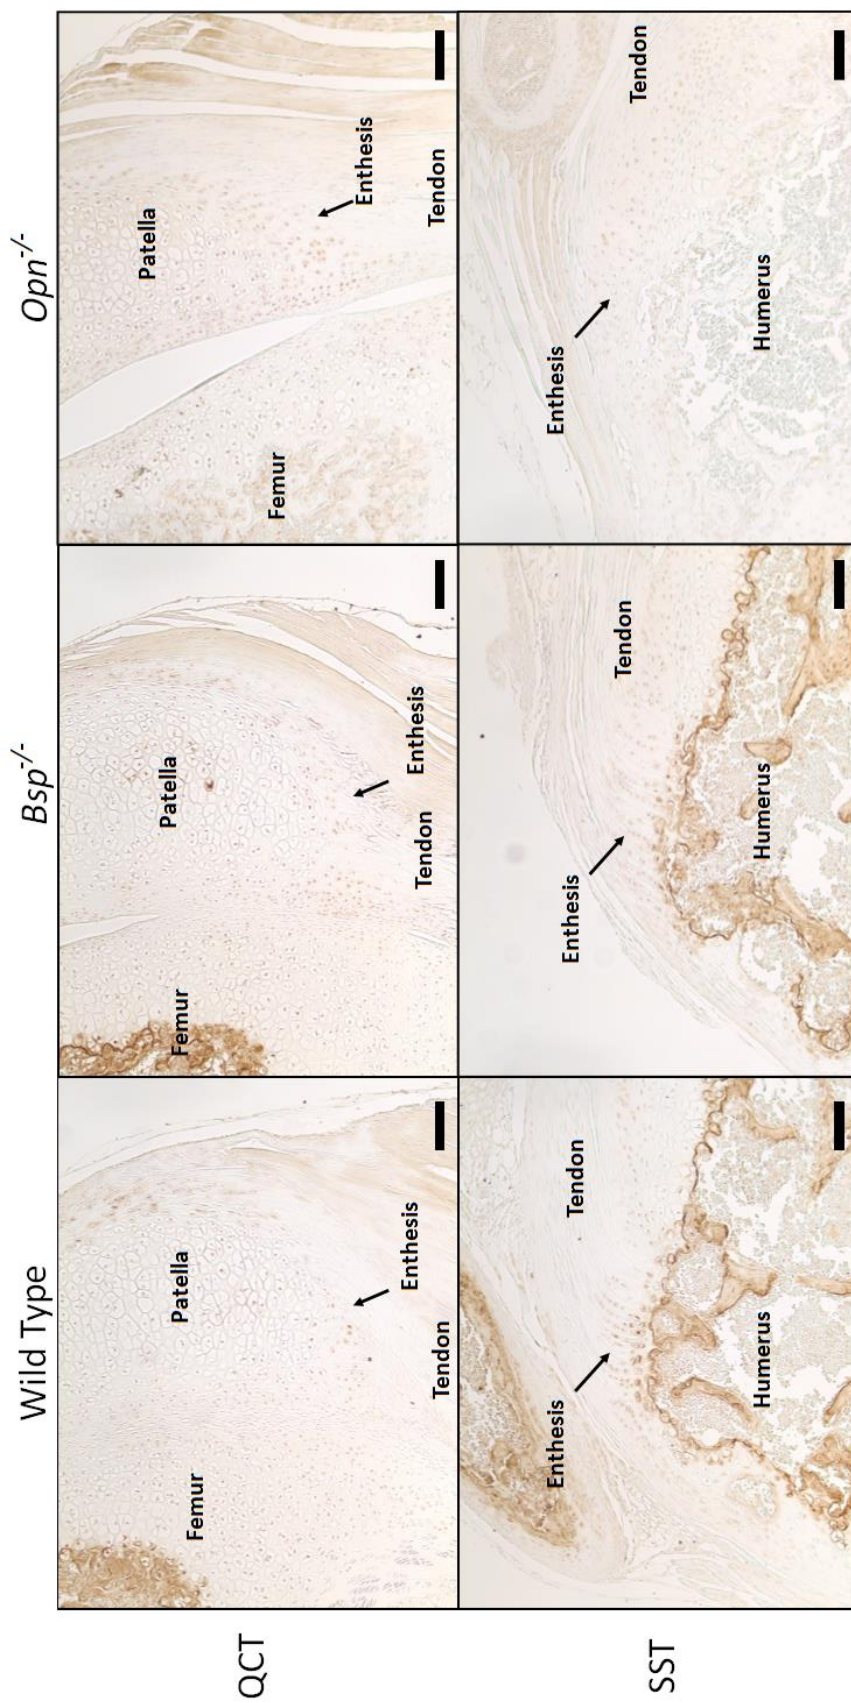 Wild Type
Bsp-/-
Opn-/-
QCT
Femur
Patella
Enthesis
Tendon
Femur
Patella
Enthesis
Tendon
Femur
Patella
Enthesis
Tendon
SST
Enthesis
Tendon
Humerus
Enthesis
Tendon
Humerus
Enthesis
Tendon
Humerus